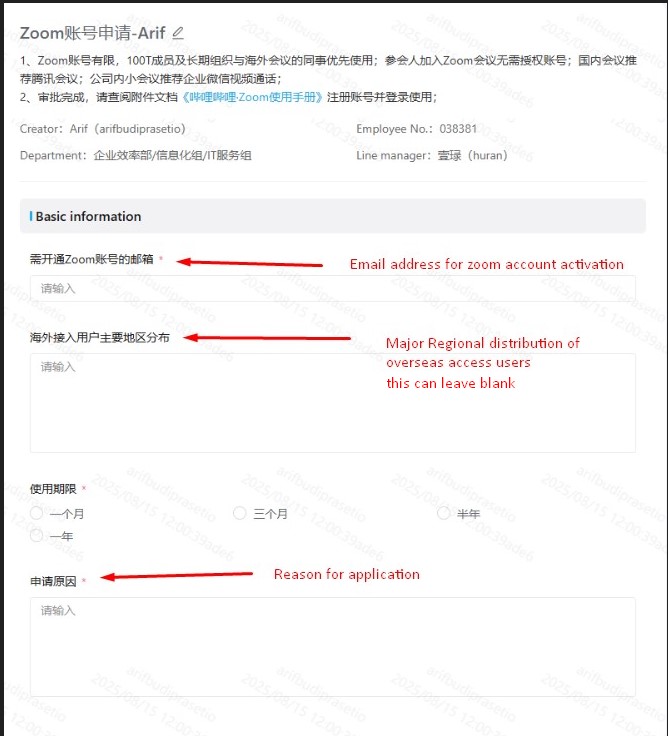 Zoom账号申请-Arif
1、Zoom账号有限，100T成员及长期组织与海外会议的同事优先使用；参会人加入Zoom会议无需授权账号；国内会议推
荐腾讯会议；公司内小会议推荐企业微信视频通话；
2、审批完成，请查阅附件文档《哔哩哔哩-Zoom使用手册》注册账号并登录使用；
Creator：Arif（arifbudiprasetio）
Employee No.：038381
Department：企业效率部/信息化组/IT服务组
Line manager：壹琭（huran）
Basic information
需开通Zoom账号的邮箱 *
Email address for zoom account activation
请输入
海外接入用户主要地区分布
Major Regional distribution of
overseas access users
this can leave blank
请输入
使用期限 *
一个月
三个月
半年
一年
申请原因 *
Reason for application
请输入
arifbudiprasetio
2025/08/15 12:00:39ade6